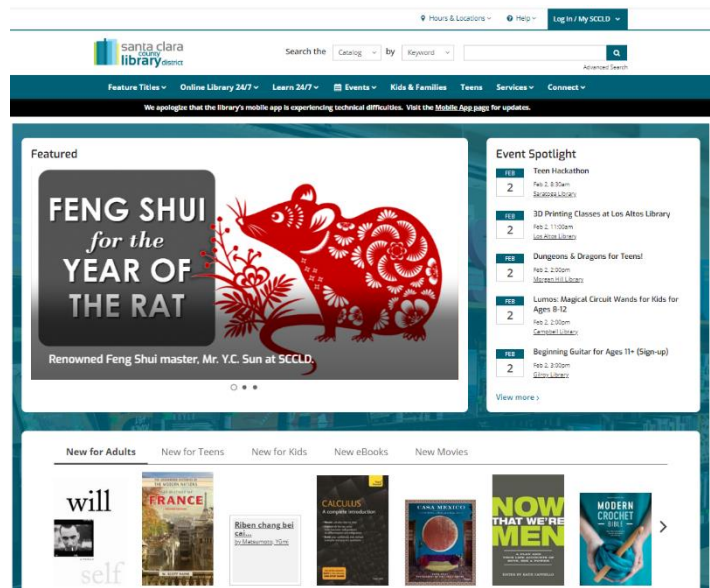 Hours & Locations
Help
Log In / My SCCLD
santa clara
county
library district
Search the
Catalog
by
Keyword
Advanced Search
Feature Titles
Online Library 24/7
Learn 24/7
Events
Kids & Families
Teens
Services
Connect
We apologize that the library's mobile app is experiencing technical difficulties. Visit the Mobile App page for updates.
Featured
FENG SHUI
for the
YEAR OF
THE RAT
Renowned Feng Shui master, Mr. Y.C. Sun at SCCLD.
Event Spotlight
FEB
2
Teen Hackathon
Feb 2, 8:30am
Saratoga Library
FEB
2
3D Printing Classes at Los Altos Library
Feb 2, 11:00am
Los Altos Library
FEB
2
Dungeons & Dragons for Teens!
Feb 2, 2:00pm
Morgan Hill Library
FEB
2
Lumos: Magical Circuit Wands for Kids for
Ages 8-12
Feb 2, 2:00pm
Campbell Library
FEB
2
Beginning Guitar for Ages 11+ (Sign-up)
Feb 2, 3:00pm
Gilroy Library
View more
New for Adults
New for Teens
New for Kids
New eBooks
New Movies
will
self
FRANCE
Riben chang bei
cai...
by Matsumoto, Yomi
CALCULUS
A complete introduction
CASA MEXICO
NOW
THAT WE'RE
MEN
MODERN
CROCHET
BIBLE